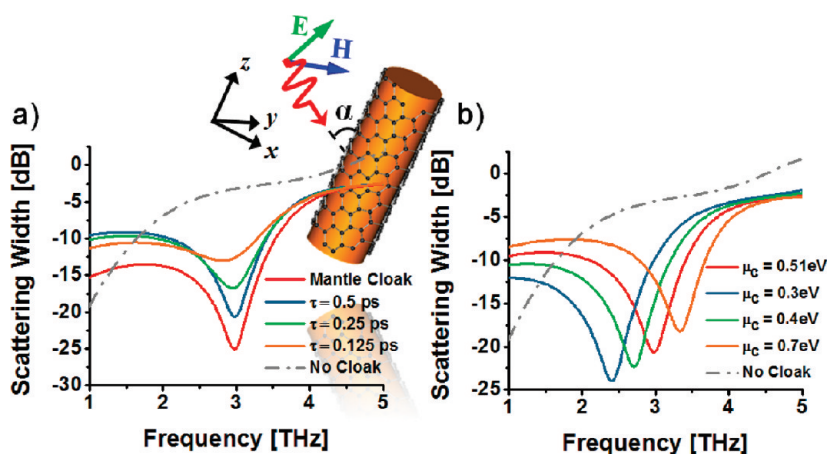 E
H
z
y
x
α
a)
Scattering Width [dB]
0
-5
-10
-15
-20
-25
-30
Mantle Cloak
τ = 0.5 ps
τ = 0.25 ps
τ = 0.125 ps
No Cloak
1 2 3 4 5
Frequency [THz]
b)
Scattering Width [dB]
0
-5
-10
-15
-20
-25
μC = 0.51eV
μC = 0.3eV
μC = 0.4eV
μC = 0.7eV
No Cloak
1 2 3 4 5
Frequency [THz]